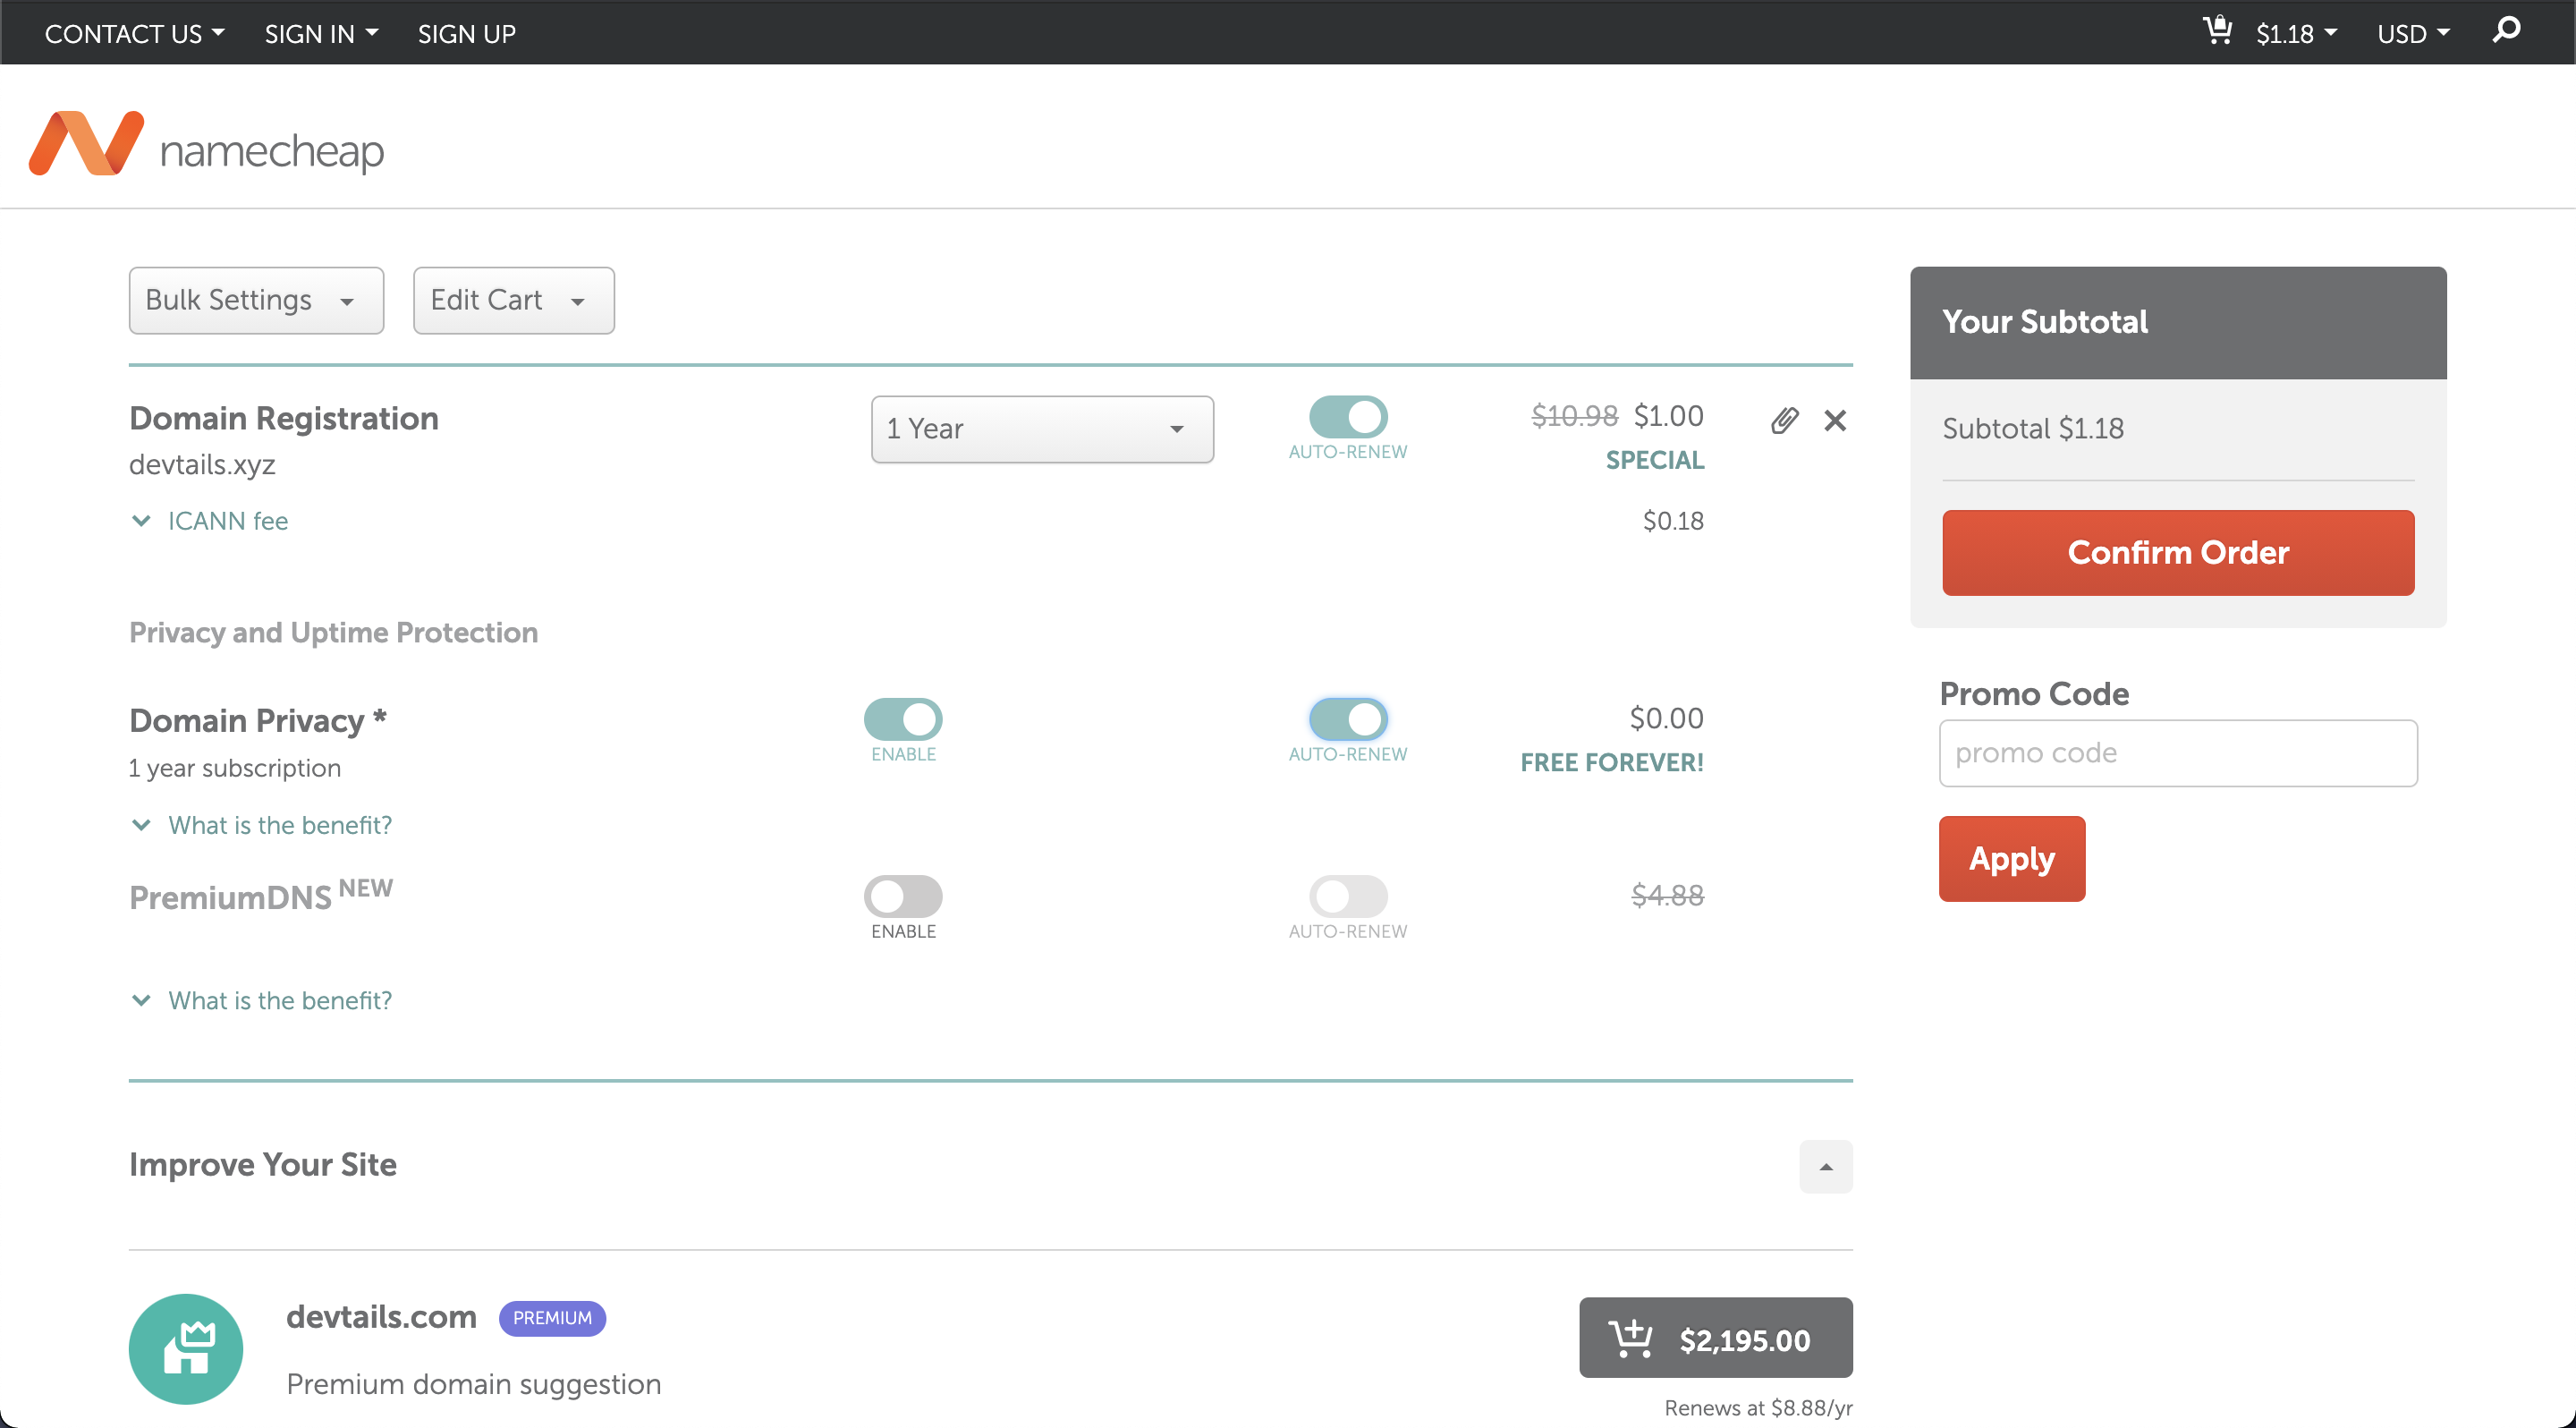 CONTACT US SIGN IN SIGN UP $1.18 USD
namecheap
Bulk Settings Edit Cart
Your Subtotal
Domain Registration 1 Year $10.98 $1.00
devtails.xyz AUTO-RENEW SPECIAL
Subtotal $1.18
ICANN fee $0.18
Confirm Order
Privacy and Uptime Protection
Domain Privacy * $0.00
1 year subscription ENABLE AUTO-RENEW FREE FOREVER!
What is the benefit?
Promo Code
promo code
Apply
PremiumDNS NEW $4.88
ENABLE AUTO-RENEW
What is the benefit?
Improve Your Site
devtails.com PREMIUM $2,195.00
Premium domain suggestion
Renews at $8.88/yr